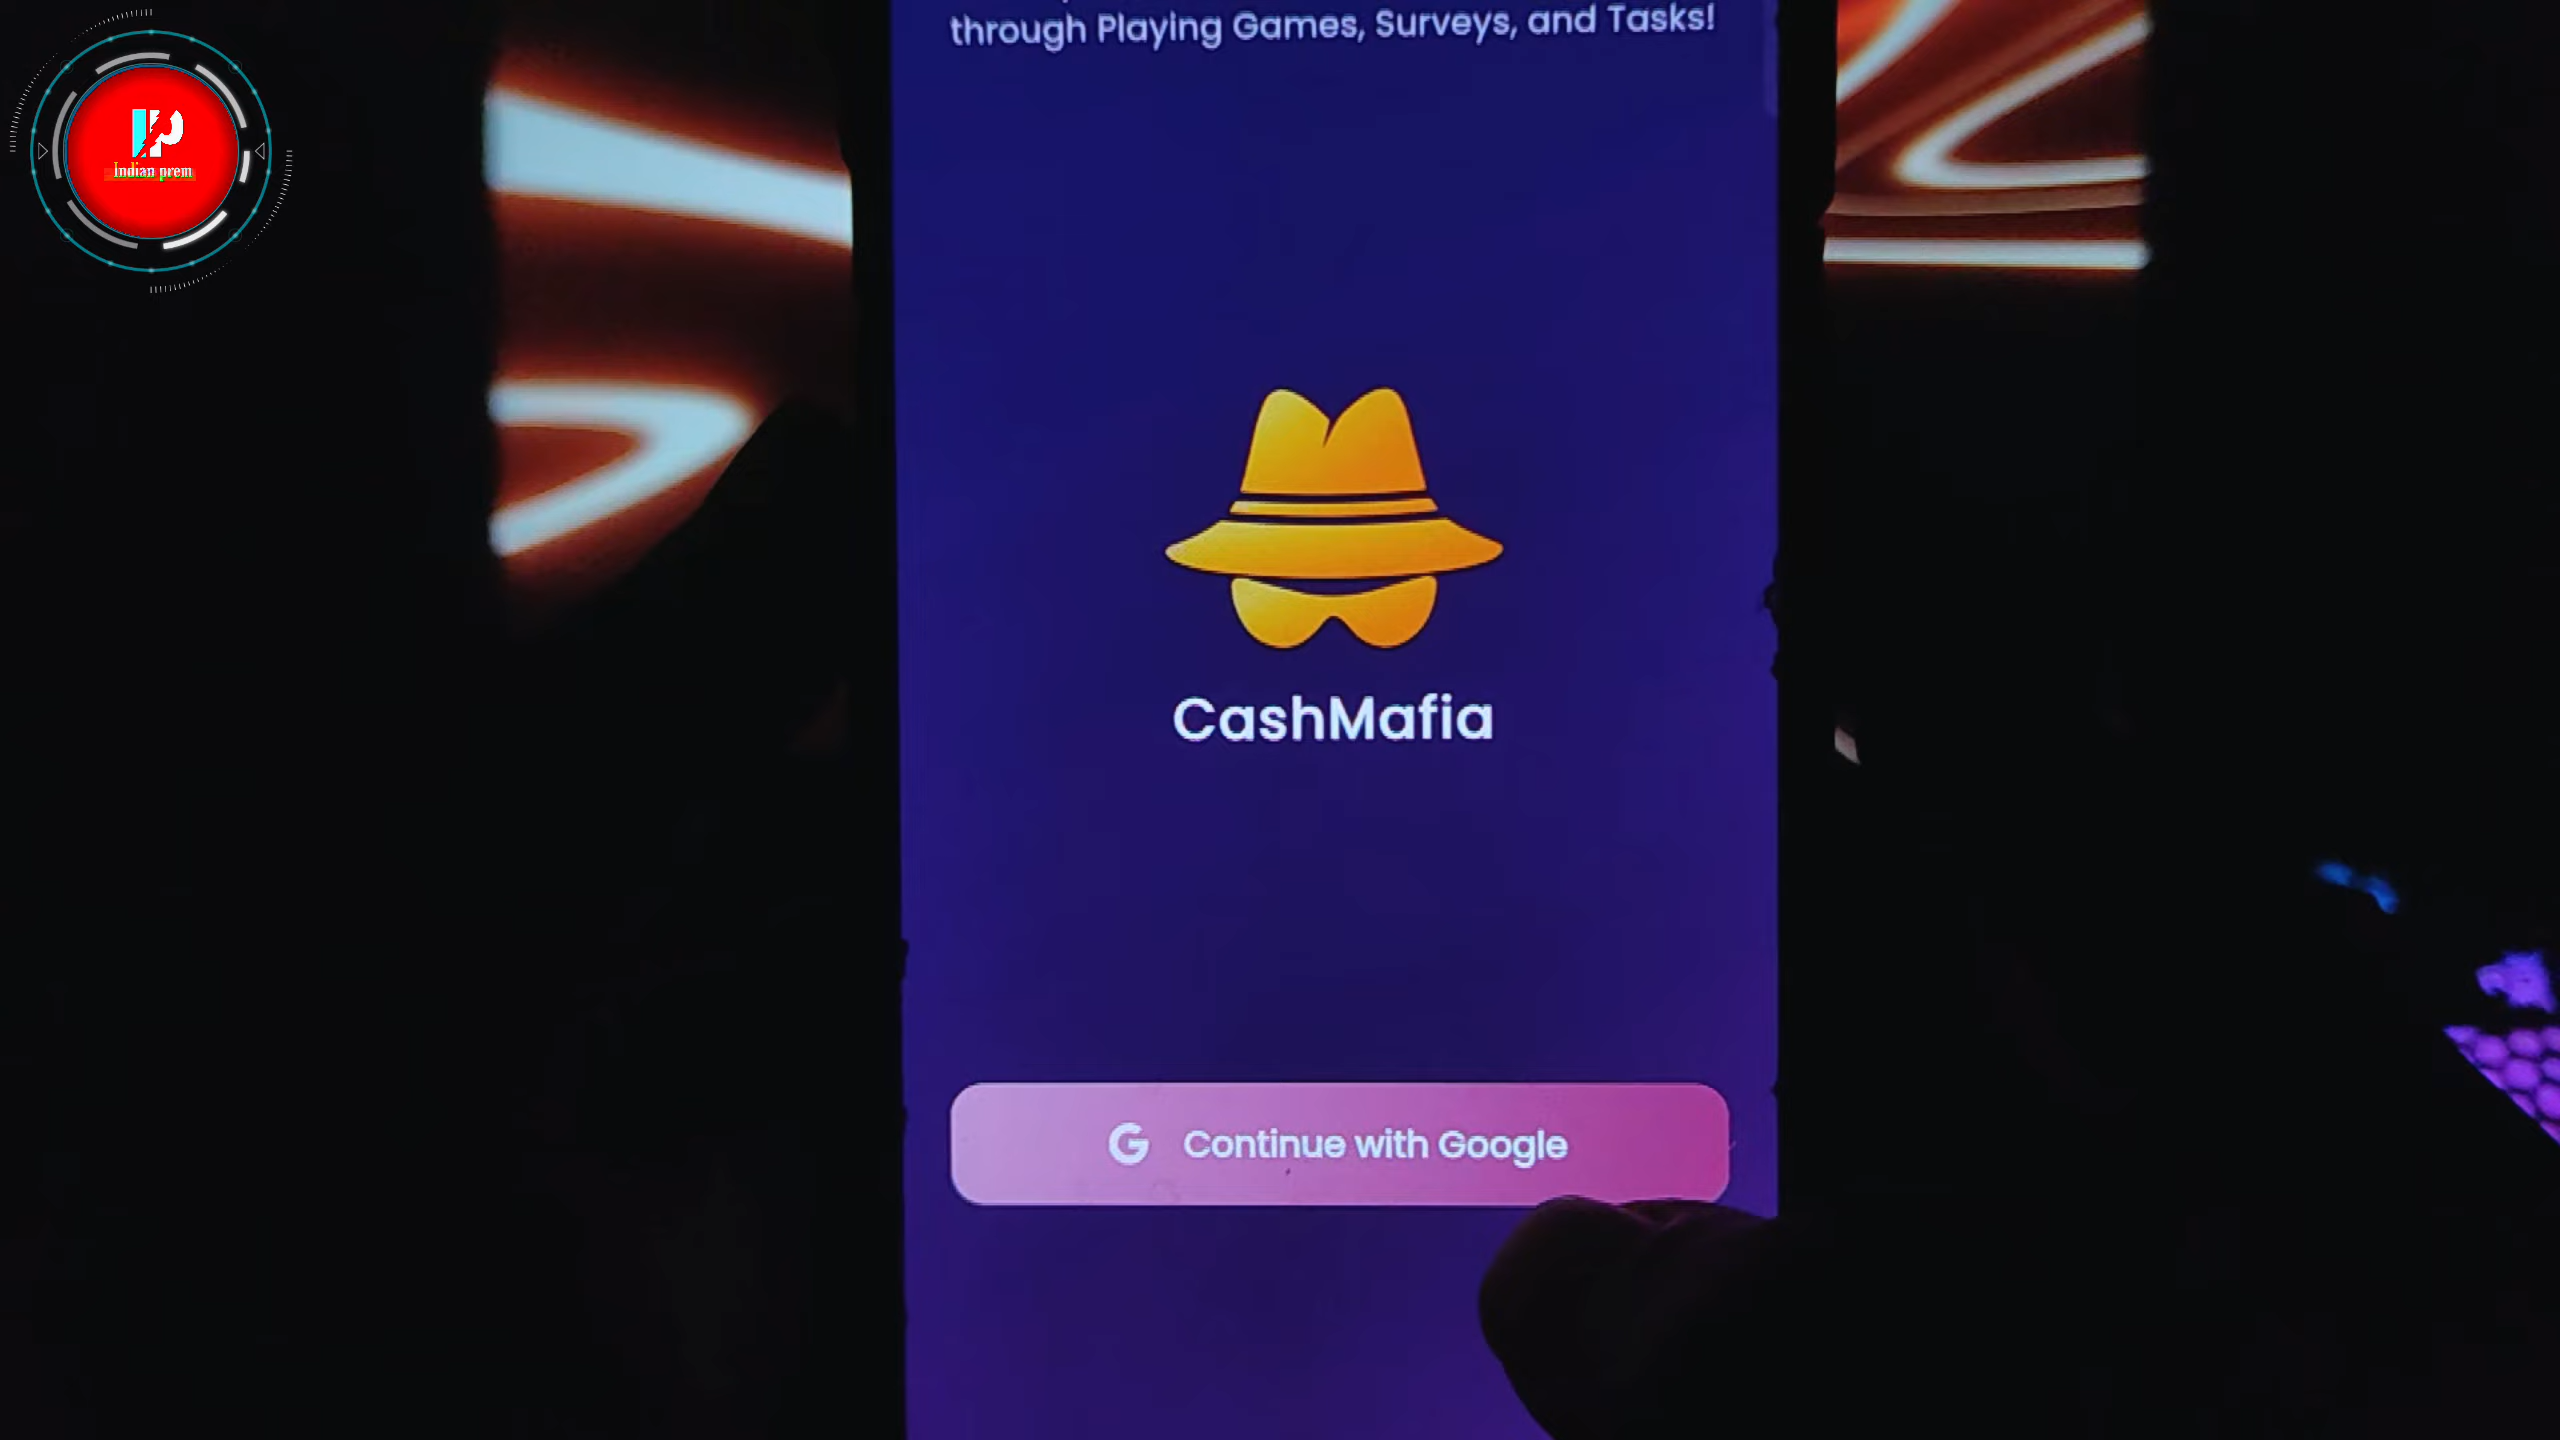 through Playing Games, Surveys, and Tasks!
Indian prem
CashMafia
Continue with Google